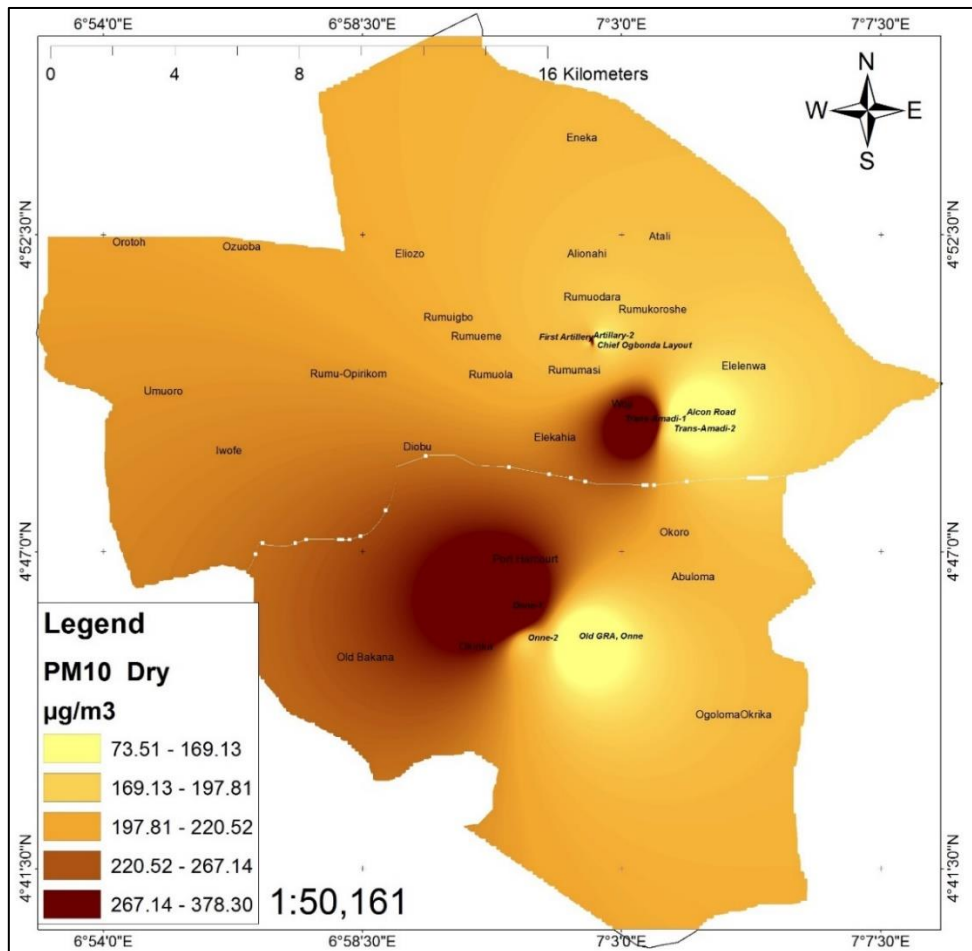 6°54'0"E 6°58'30"E 7°3'0"E 7°7'30"E
0 4 8 16 Kilometers
N
W E
S
Eneka
4°52'30"N 4°52'30"N
Orotoh Ozuoba Eliozo Alionahi Atali
Rumuodara
Rumukoroshe
Rumuigbo
Rumueme First Artillery Artillary-2
Chief Ogbonda Layout
Rumu-Opirikom Rumuola Rumumasi Elelenwa
Umuoro
Trans-Amadi-1 Alcon Road
Trans-Amadi-2
Iwofe Diobu Elekahia
Okoro
4°47'0"N 4°47'0"N
Port Harcourt
Abuloma
Onne-2 Old GRA, Onne
Okrika
Old Bakana
OgolomaOkrika
Legend
PM10 Dry
µg/m3
73.51 - 169.13
169.13 - 197.81
197.81 - 220.52
220.52 - 267.14
267.14 - 378.30
1:50,161
4°41'30"N 4°41'30"N
6°54'0"E 6°58'30"E 7°3'0"E 7°7'30"E